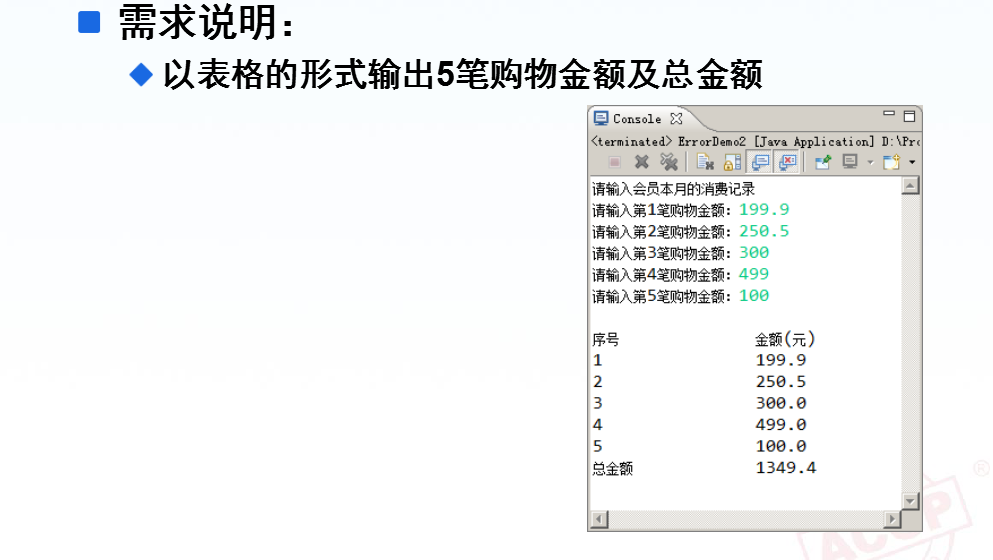 需求说明：
以表格的形式输出5笔购物金额及总金额
Console
<terminated> ErrorDemo2 [Java Application] D:\Pro
请输入会员本月的消费记录
请输入第1笔购物金额：199.9
请输入第2笔购物金额：250.5
请输入第3笔购物金额：300
请输入第4笔购物金额：499
请输入第5笔购物金额：100
序号 金额(元)
1 199.9
2 250.5
3 300.0
4 499.0
5 100.0
总金额 1349.4